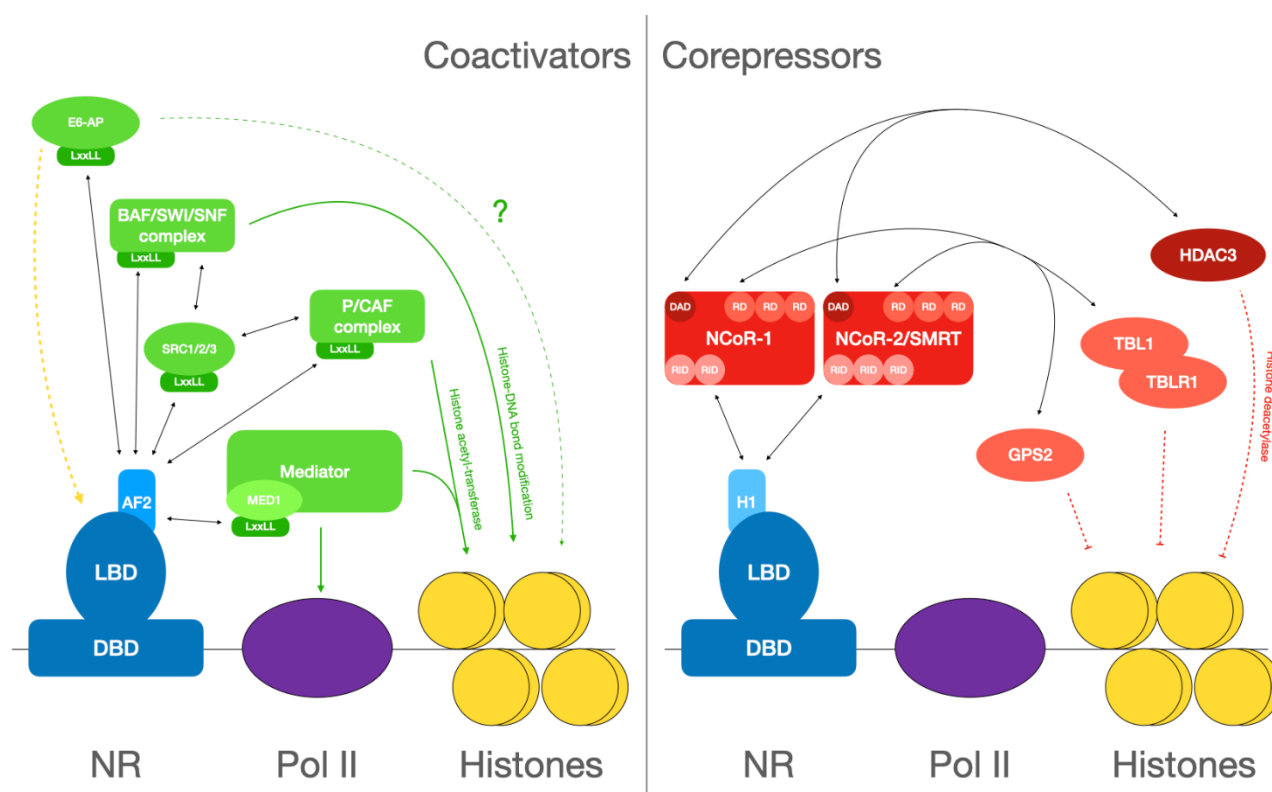 Coactivators
E6-AP
LxxLL
BAF/SWI/SNF
complex
LxxLL
?
P/CAF
complex
LxxLL
SRC1/2/3
LxxLL
Histone-DNA bond modification
Histone acetyl-transferase
Mediator
MED1
LxxLL
AF2
LBD
DBD
NR
Pol II
Histones
Corepressors
HDAC3
DAD
RD
RD
RD
NCoR-1
RID
RID
DAD
RD
RD
RD
NCoR-2/SMRT
RID
RID
RID
TBL1
TBLR1
Histone deacetylase
GPS2
H1
LBD
DBD
NR
Pol II
Histones